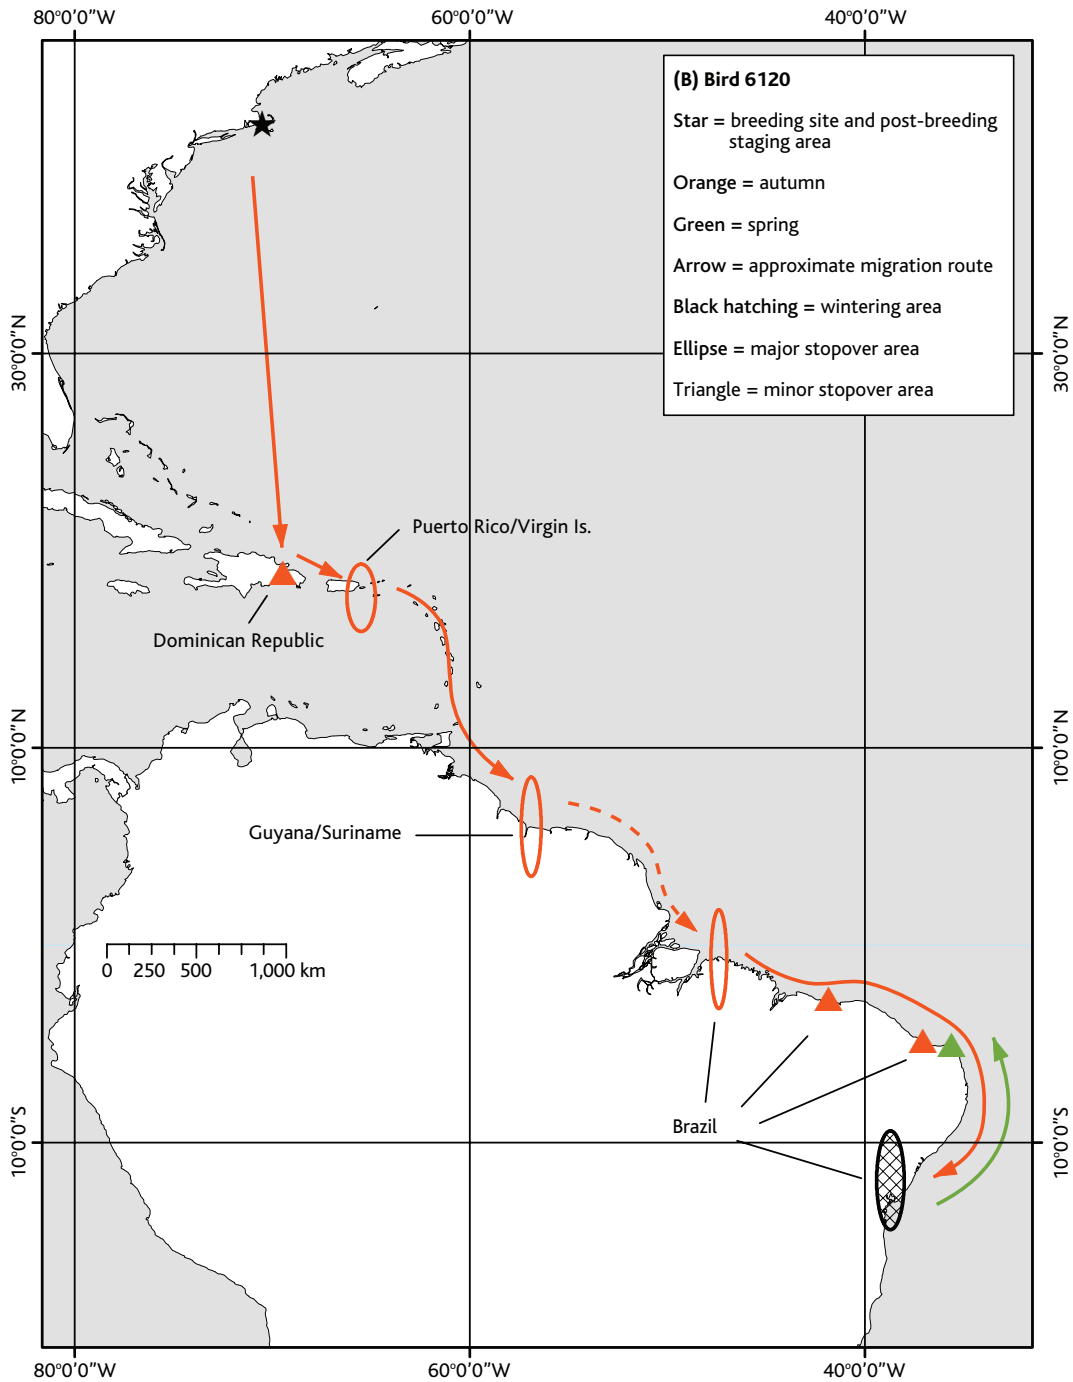 80°0'0"W
60°0'0"W
40°0'0"W
(B) Bird 6120
Star = breeding site and post-breeding
staging area
Orange = autumn
Green = spring
Arrow = approximate migration route
Black hatching = wintering area
Ellipse = major stopover area
Triangle = minor stopover area
30°0'0"N
30°0'0"N
Puerto Rico/Virgin Is.
Dominican Republic
10°0'0"N
10°0'0"N
Guyana/Suriname
0 250 500 1,000 km
Brazil
10°0'0"S
10°0'0"S
80°0'0"W
60°0'0"W
40°0'0"W